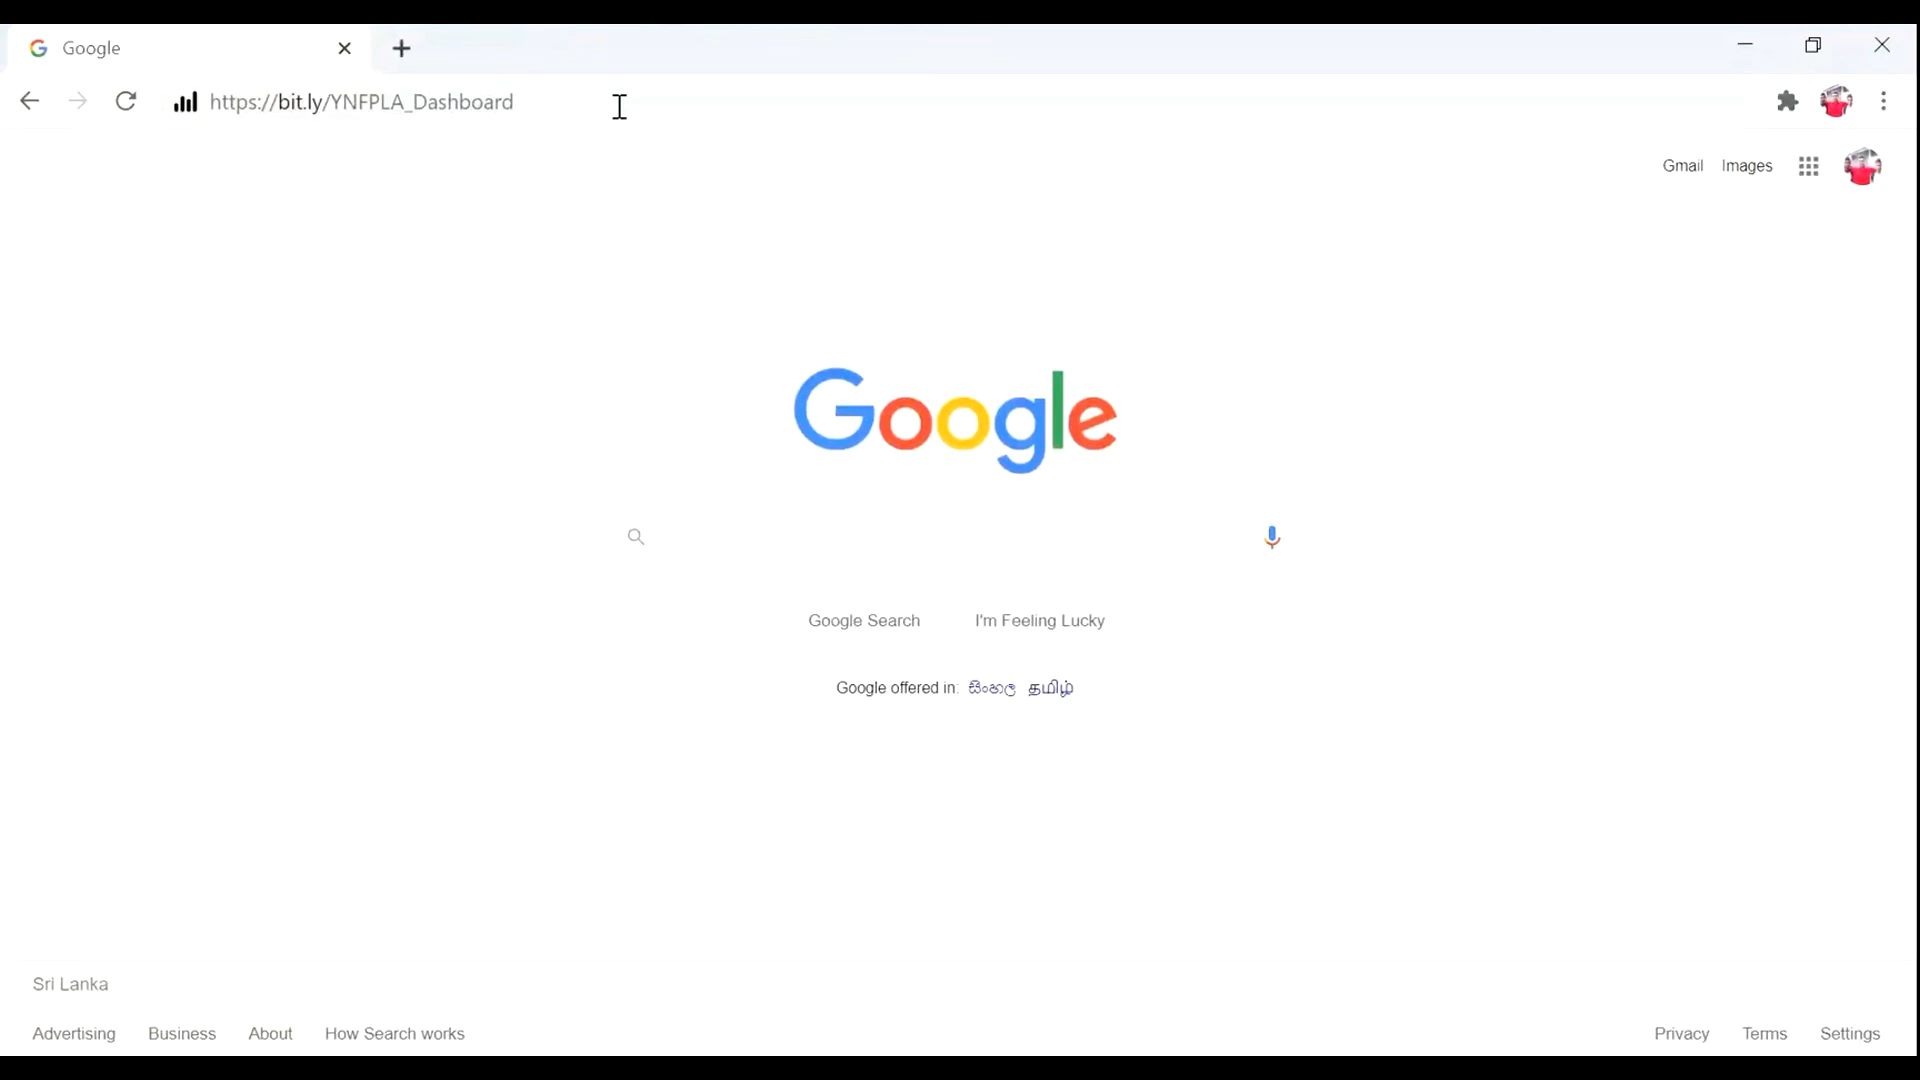 Google
https://bit.ly/YNFPLA_Dashboard
Gmail Images
Google
Google Search I'm Feeling Lucky
Google offered in: සිංහල தமிழ்
Sri Lanka
Advertising Business About How Search works Privacy Terms Settings